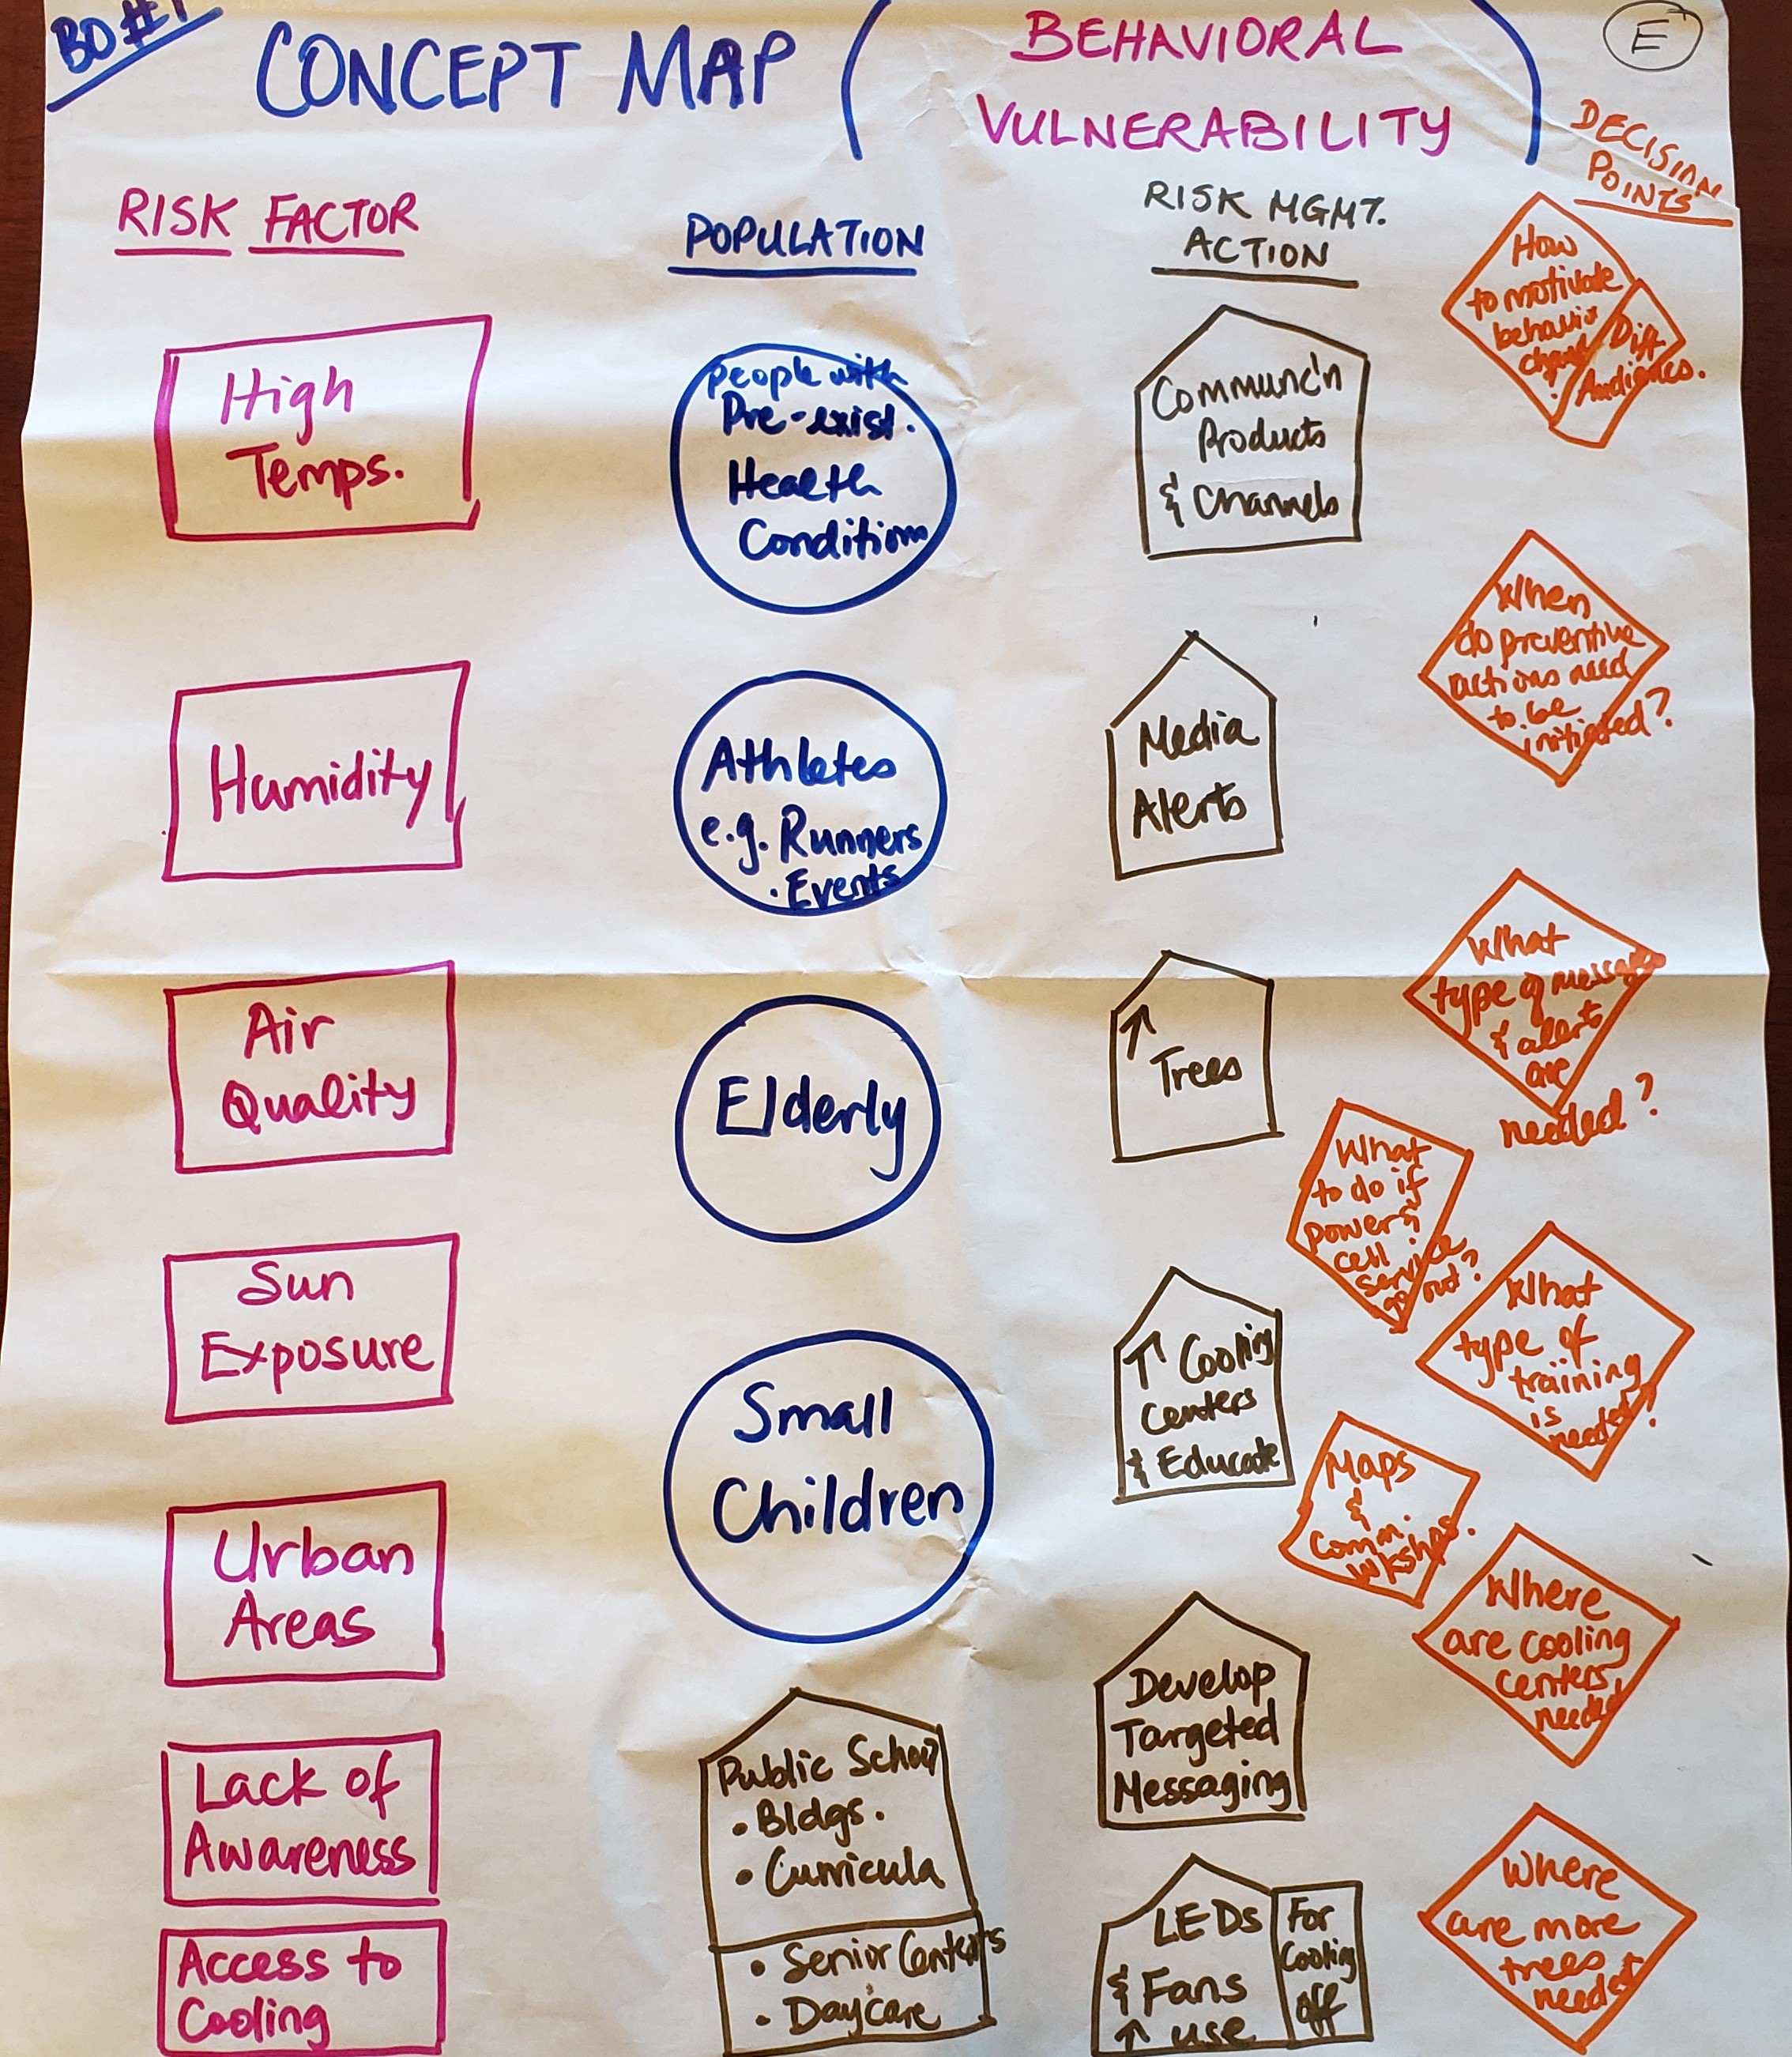 BO #1
CONCEPT MAP
BEHAVIORAL
VULNERABILITY
E
RISK FACTOR
High
Temps.
Humidity
Air
Quality
Sun
Exposure
Urban
Areas
Lack of
Awareness
Access to
Cooling
POPULATION
people with
Pre-exist.
Health
Conditions
Athletes
e.g. Runners
• Events
Elderly
Small
Children
Public School
• Bldgs.
• Curricula
• Senior Centers
• Daycare
RISK MGMT.
ACTION
Communc'n
Products
& Channels
Media
Alerts
↑
Trees
↑ Cooling
Centers
& Educate
Develop
Targeted
Messaging
LEDs
& Fans
↑ use
For
Cooling
off
DECISION
POINTS
How
to motivate
behavior
change
Diff
Audiences.
When
do preventive
actions need
to be
initiated?
What
type of message
& alert
are
needed?
What
to do if
power &
cell
service
go out?
What
type of
training
is
needed?
Maps
&
Comm.
Wkshops.
Where
are cooling
centers
needed
Where
are more
trees
needed